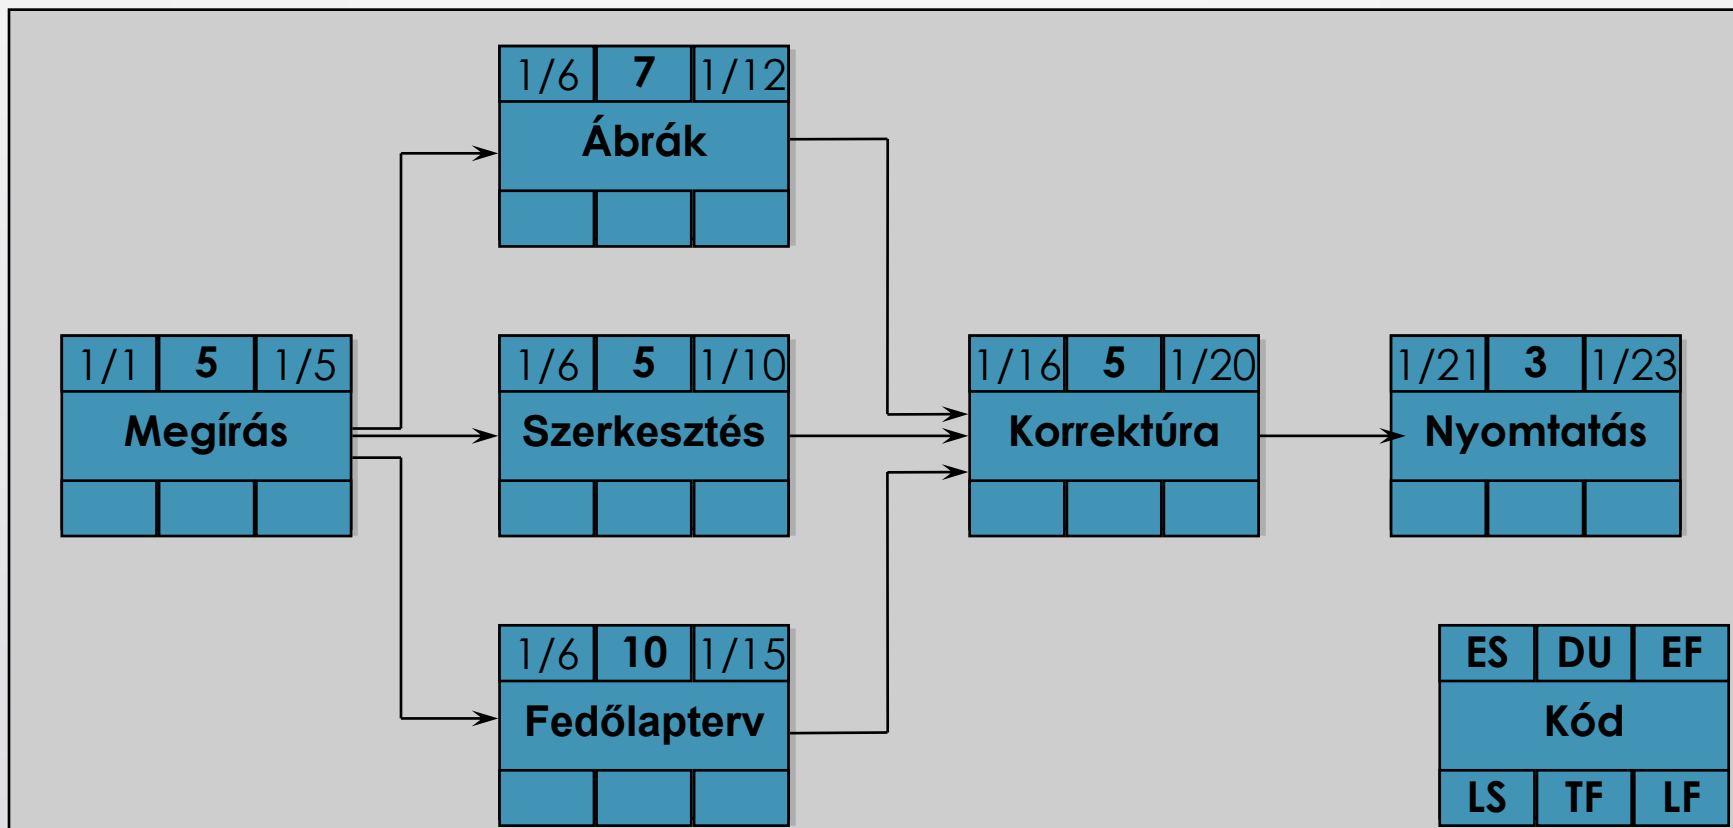 1/6 7 1/12
Ábrák
1/1 5 1/5
Megírás
1/6 5 1/10
Szerkesztés
1/16 5 1/20
Korrektúra
1/21 3 1/23
Nyomtatás
1/6 10 1/15
Fedőlapterv
ES DU EF
Kód
LS TF LF